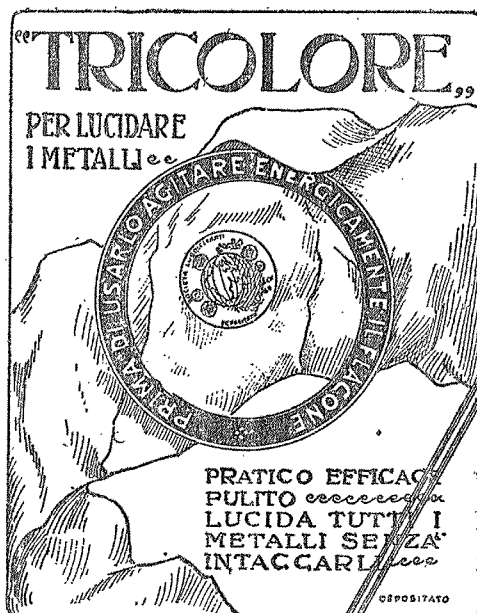 "TRICOLORE„
PER LUCIDARE
I METALLI
PRIMA DI USARLO AGITARE ENERGICAMENTE IL FLACONE
PRATICO EFFICACE
PULITO
LUCIDA TUTTI I
METALLI SENZA
INTACCARLI
DEPOSITATO